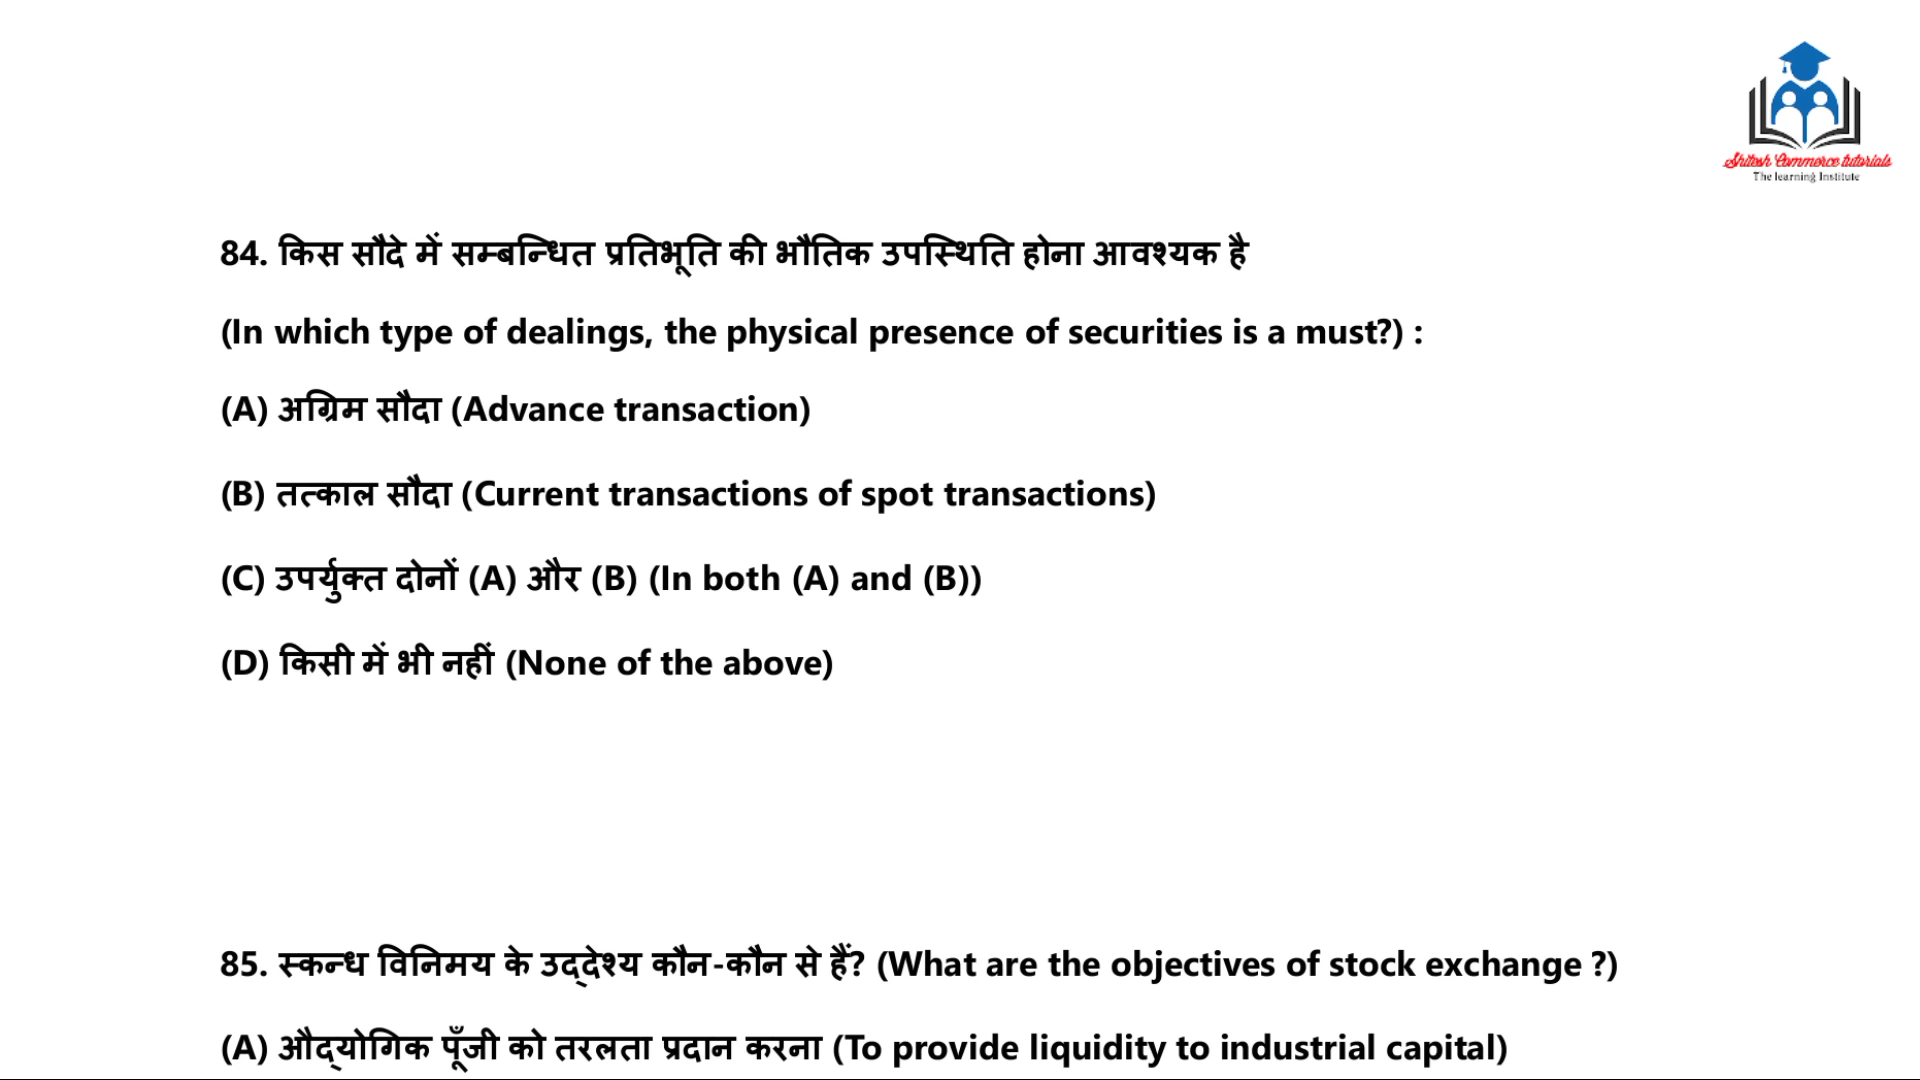 Shitesh Commerce tutorials
The learning Institute
84. किस सौदे में सम्बन्धित प्रतिभूति की भौतिक उपस्थिति होना आवश्यक है
(In which type of dealings, the physical presence of securities is a must?) :
(A) अग्रिम सौदा (Advance transaction)
(B) तत्काल सौदा (Current transactions of spot transactions)
(C) उपर्युक्त दोनों (A) और (B) (In both (A) and (B))
(D) किसी में भी नहीं (None of the above)
85. स्कन्ध विनिमय के उद्देश्य कौन-कौन से हैं? (What are the objectives of stock exchange ?)
(A) औद्योगिक पूँजी को तरलता प्रदान करना (To provide liquidity to industrial capital)